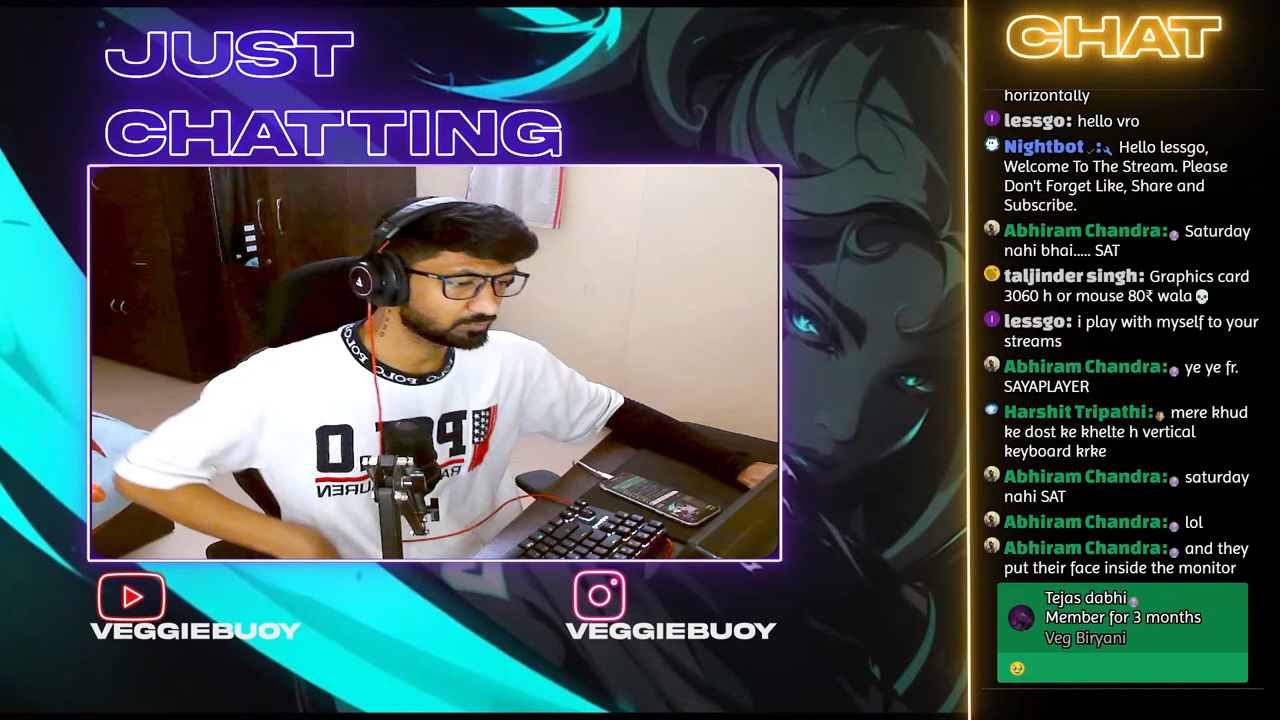 JUST
CHATTING
VEGGIEBUOY
VEGGIEBUOY
CHAT
horizontally
lessgo: hello vro
Nightbot : Hello lessgo,
Welcome To The Stream. Please
Don't Forget Like, Share and
Subscribe.
Abhiram Chandra: Saturday
nahi bhai..... SAT
taljinder singh: Graphics card
3060 h or mouse 80₹ wala💀
lessgo: i play with myself to your
streams
Abhiram Chandra: ye ye fr.
SAYAPLAYER
Harshit Tripathi: mere khud
ke dost ke khelte h vertical
keyboard krke
Abhiram Chandra: saturday
nahi SAT
Abhiram Chandra: lol
Abhiram Chandra: and they
put their face inside the monitor
Tejas dabhi
Member for 3 months
Veg Biryani
🥹